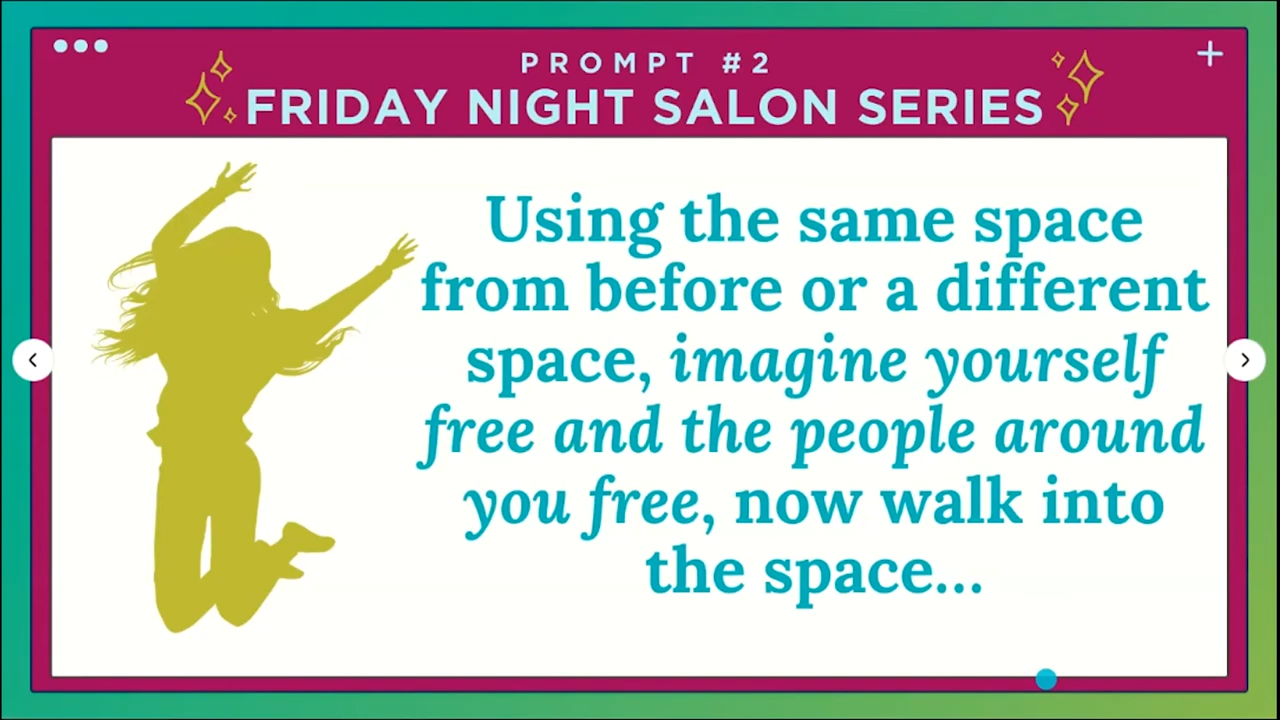 PROMPT #2
FRIDAY NIGHT SALON SERIES
Using the same space
from before or a different
space, imagine yourself
free and the people around
you free, now walk into
the space...